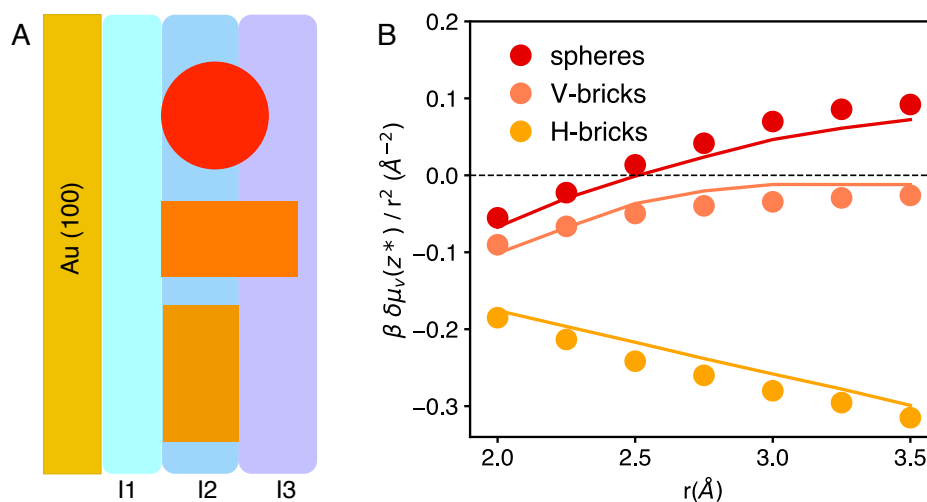 A
Au (100)
I1
I2
I3
B
spheres
V-bricks
H-bricks
β δμᵥ(z*) / r² (Å⁻²)
0.2
0.1
0.0
−0.1
−0.2
−0.3
2.0
2.5
3.0
3.5
r(Å)